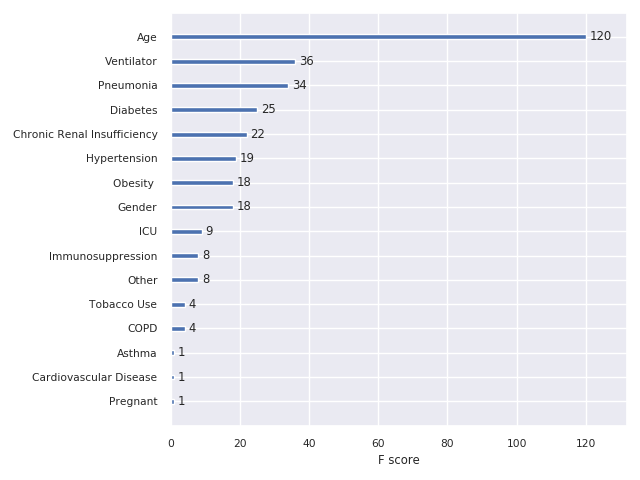 Age 120
Ventilator 36
Pneumonia 34
Diabetes 25
Chronic Renal Insufficiency 22
Hypertension 19
Obesity 18
Gender 18
ICU 9
Immunosuppression 8
Other 8
Tobacco Use 4
COPD 4
Asthma 1
Cardiovascular Disease 1
Pregnant 1
0 20 40 60 80 100 120
F score